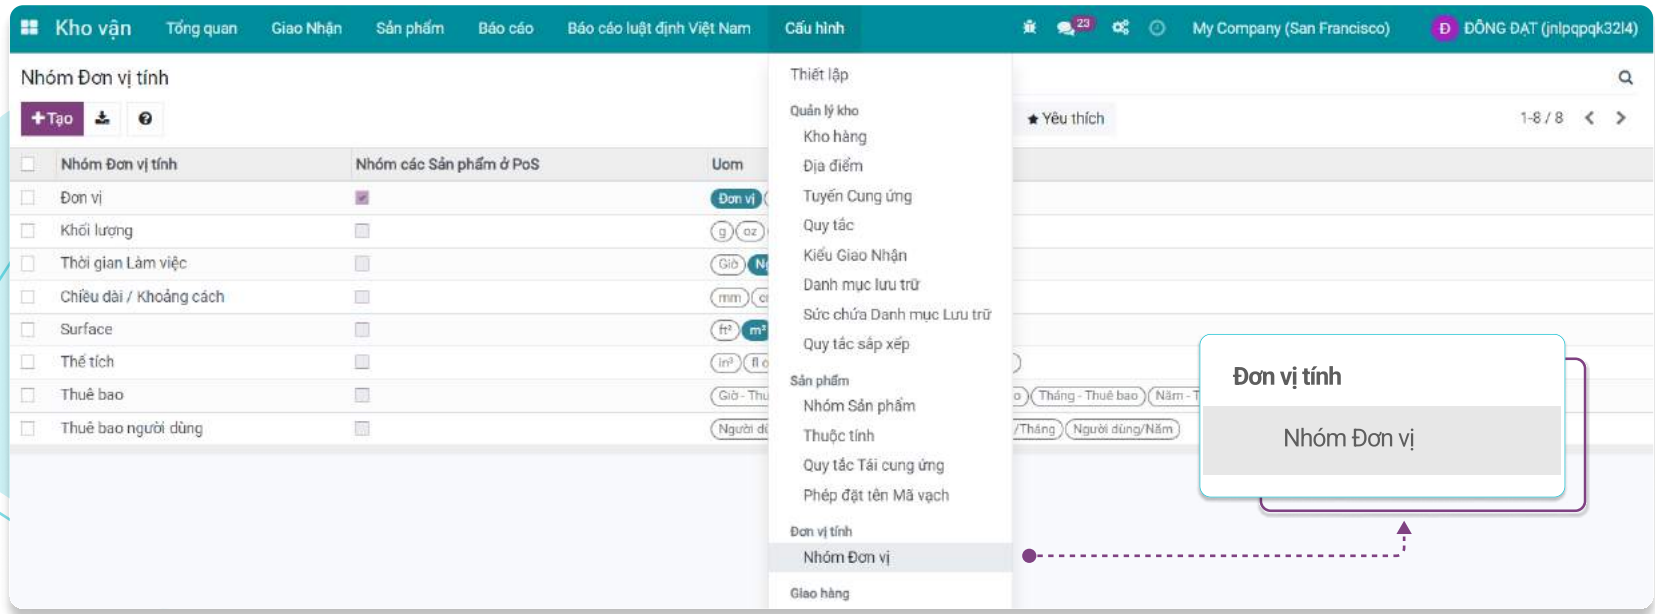 Kho vận Tổng quan Giao Nhận Sản phẩm Báo cáo Báo cáo luật định Việt Nam Cấu hình 23 My Company (San Francisco) Đ ĐÔNG ĐẠT (jnlpqpqk32l4)
Nhóm Đơn vị tính
+Tạo
Yêu thích 1-8 / 8
Nhóm Đơn vị tính Nhóm các Sản phẩm ở PoS Uom
Đơn vị Đơn vị
Khối lượng g oz
Thời gian Làm việc Giờ
Chiều dài / Khoảng cách mm
Surface ft² m²
Thể tích in³
Thuê bao Tháng - Thuê bao
Thuê bao người dùng /Tháng Người dùng/Năm
Thiết lập
Quản lý kho
Kho hàng
Địa điểm
Tuyến Cung ứng
Quy tắc
Kiểu Giao Nhận
Danh mục lưu trữ
Sức chứa Danh mục Lưu trữ
Quy tắc sắp xếp
Sản phẩm
Nhóm Sản phẩm
Thuộc tính
Quy tắc Tái cung ứng
Phép đặt tên Mã vạch
Đơn vị tính
Nhóm Đơn vị
Giao hàng
Đơn vị tính
Nhóm Đơn vị